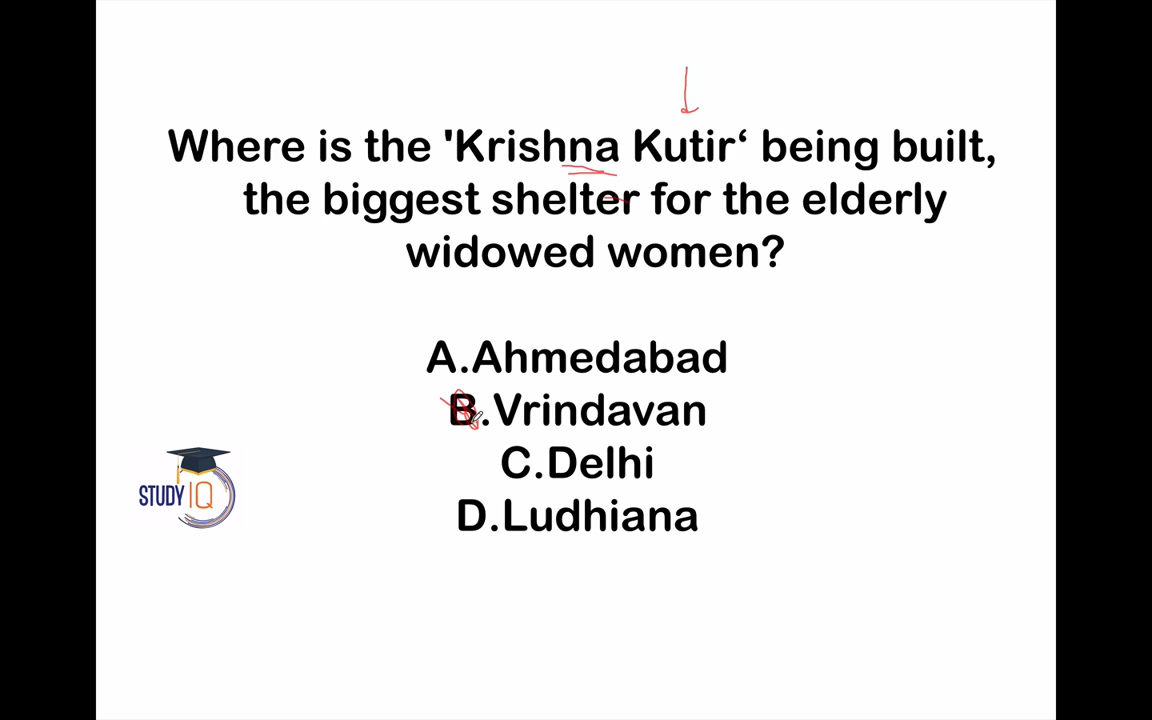 Where is the 'Krishna Kutir‘ being built,
the biggest shelter for the elderly
widowed women?
A.Ahmedabad
B.Vrindavan
C.Delhi
D.Ludhiana
STUDY IQ